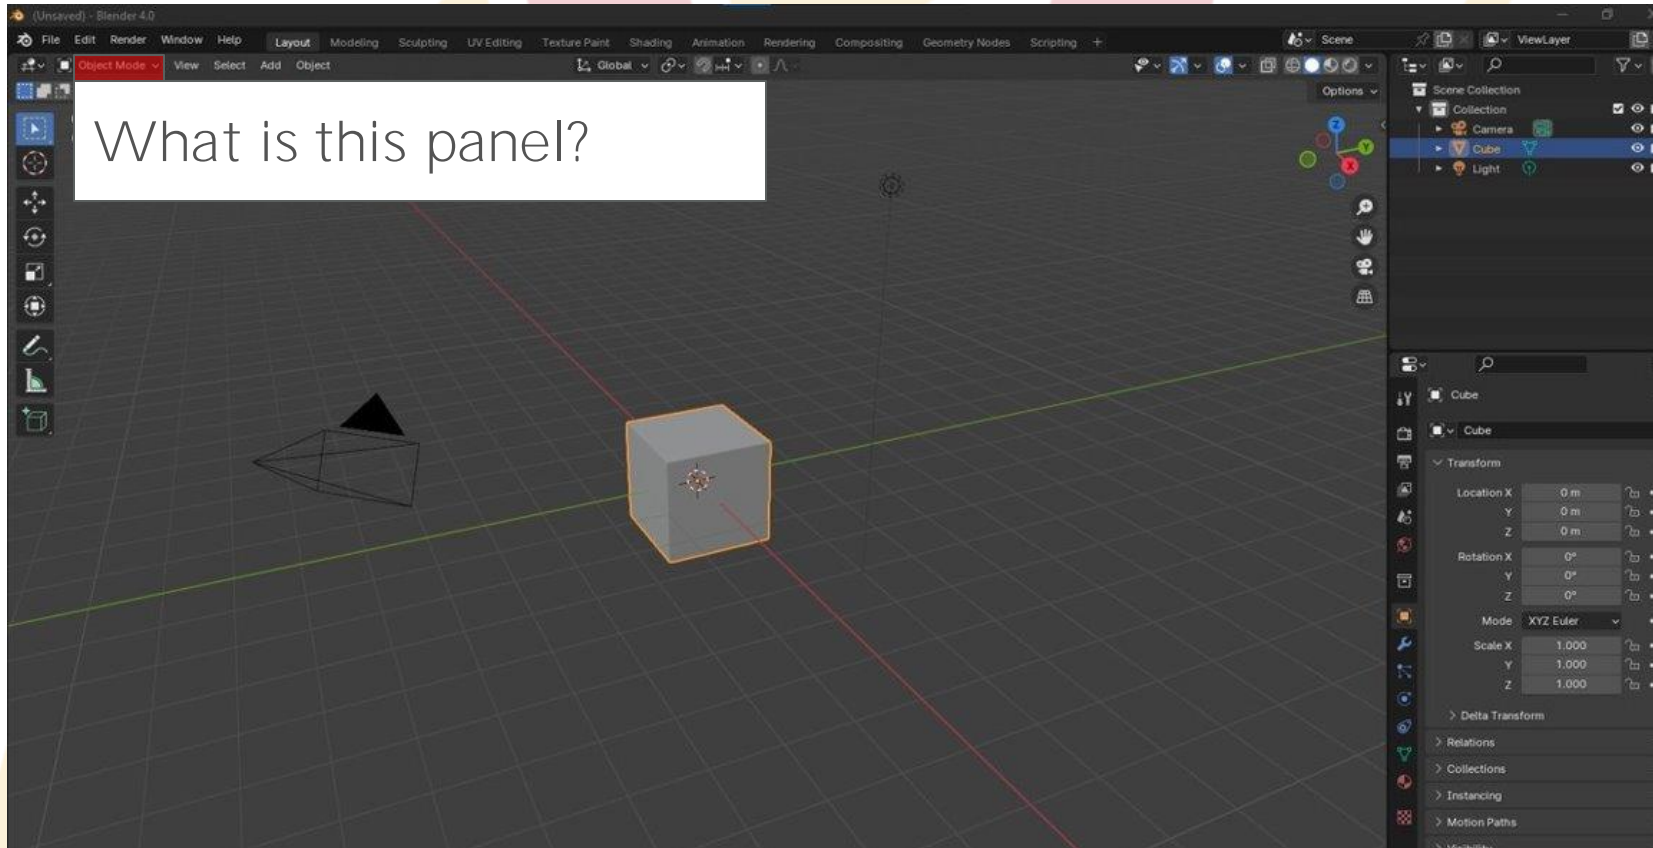 (Unsaved) - Blender 4.0
File Edit Render Window Help Layout Modeling Sculpting UV Editing Texture Paint Shading Animation Rendering Compositing Geometry Nodes Scripting + Scene ViewLayer
Object Mode View Select Add Object Global
Options
What is this panel?
Z
Y
X
Scene Collection
Collection
Camera
Cube
Light
Cube
Cube
Transform
Location X 0 m
Y 0 m
Z 0 m
Rotation X 0°
Y 0°
Z 0°
Mode XYZ Euler
Scale X 1.000
Y 1.000
Z 1.000
Delta Transform
Relations
Collections
Instancing
Motion Paths